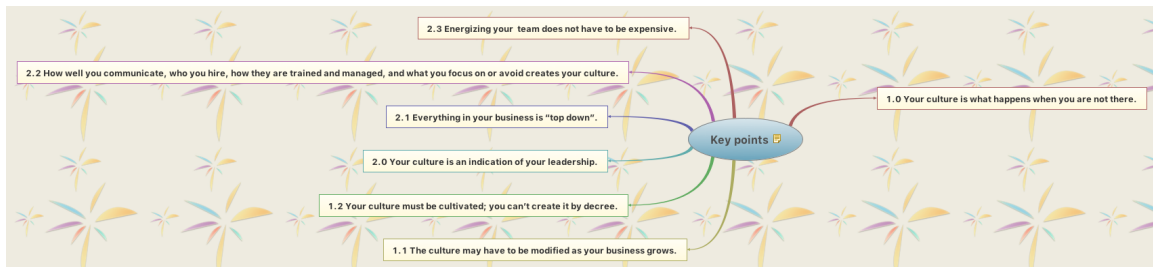 2.3 Energizing your  team does not have to be expensive.
2.2 How well you communicate, who you hire, how they are trained and managed, and what you focus on or avoid creates your culture.
1.0 Your culture is what happens when you are not there.
2.1 Everything in your business is “top down”.
Key points
2.0 Your culture is an indication of your leadership.
1.2 Your culture must be cultivated; you can’t create it by decree.
1.1 The culture may have to be modified as your business grows.